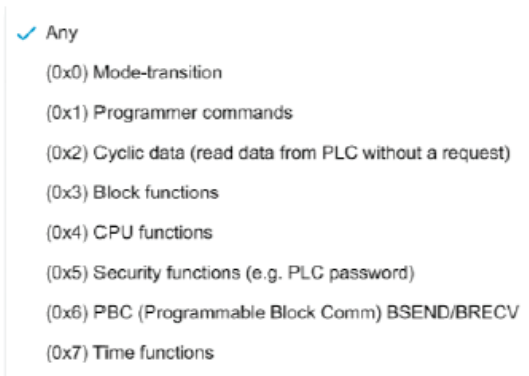 Any
(0x0) Mode-transition
(0x1) Programmer commands
(0x2) Cyclic data (read data from PLC without a request)
(0x3) Block functions
(0x4) CPU functions
(0x5) Security functions (e.g. PLC password)
(0x6) PBC (Programmable Block Comm) BSEND/BRECV
(0x7) Time functions